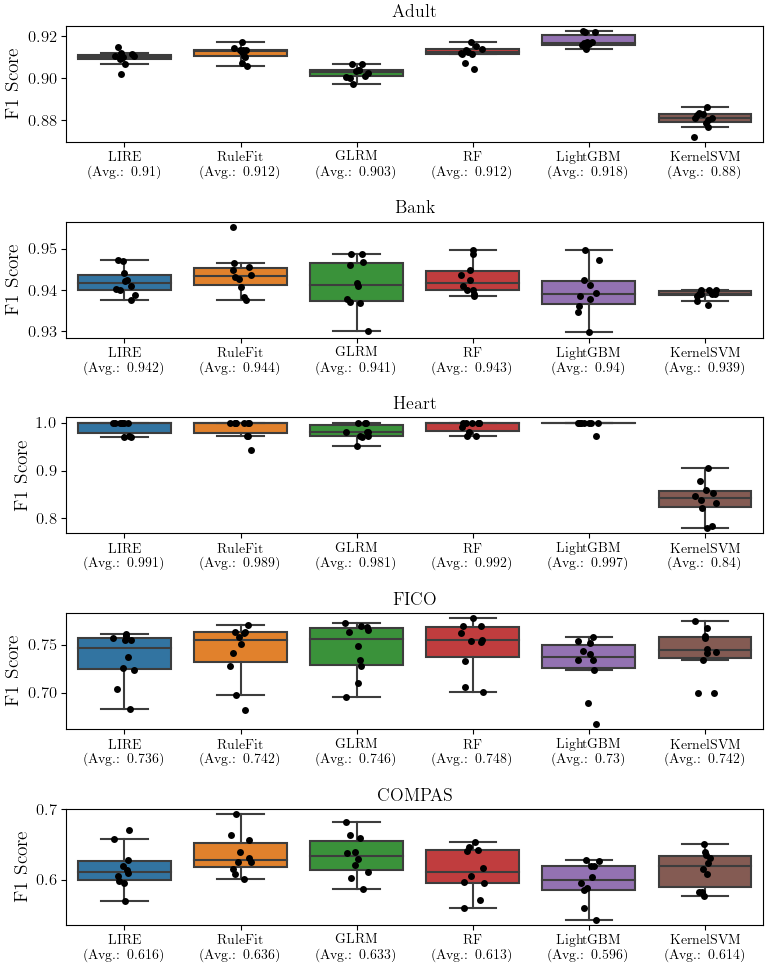 Adult
F1 Score
0.92
0.90
0.88
LIRE RuleFit GLRM RF LightGBM KernelSVM
(Avg.: 0.91) (Avg.: 0.912) (Avg.: 0.903) (Avg.: 0.912) (Avg.: 0.918) (Avg.: 0.88)
Bank
F1 Score
0.95
0.94
0.93
LIRE RuleFit GLRM RF LightGBM KernelSVM
(Avg.: 0.942) (Avg.: 0.944) (Avg.: 0.941) (Avg.: 0.943) (Avg.: 0.94) (Avg.: 0.939)
Heart
F1 Score
1.0
0.9
0.8
LIRE RuleFit GLRM RF LightGBM KernelSVM
(Avg.: 0.991) (Avg.: 0.989) (Avg.: 0.981) (Avg.: 0.992) (Avg.: 0.997) (Avg.: 0.84)
FICO
F1 Score
0.75
0.70
LIRE RuleFit GLRM RF LightGBM KernelSVM
(Avg.: 0.736) (Avg.: 0.742) (Avg.: 0.746) (Avg.: 0.748) (Avg.: 0.73) (Avg.: 0.742)
COMPAS
F1 Score
0.7
0.6
LIRE RuleFit GLRM RF LightGBM KernelSVM
(Avg.: 0.616) (Avg.: 0.636) (Avg.: 0.633) (Avg.: 0.613) (Avg.: 0.596) (Avg.: 0.614)